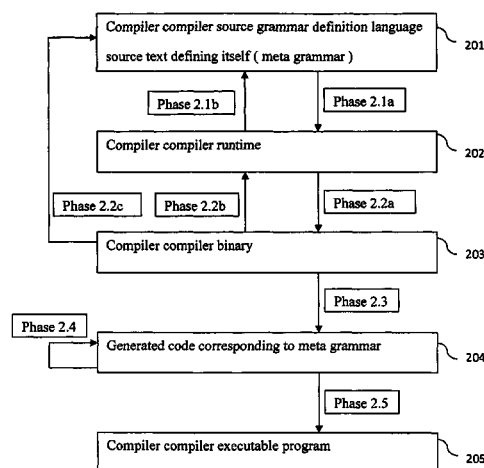 Compiler compiler source grammar definition language
source text defining itself ( meta grammar )
201
Phase 2.1b
Phase 2.1a
Compiler compiler runtime
202
Phase 2.2c
Phase 2.2b
Phase 2.2a
Compiler compiler binary
203
Phase 2.3
Phase 2.4
Generated code corresponding to meta grammar
204
Phase 2.5
Compiler compiler executable program
205